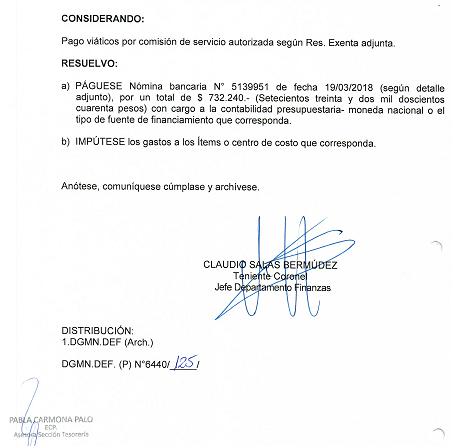 CONSIDERANDO:
Pago viáticos por comisión de servicio autorizada según Res. Exenta adjunta.
RESUELVO:
a) PÁGUESE Nómina bancaria N° 5139951 de fecha 19/03/2018 (según detalle
adjunto), por un total de $ 732.240.- (Setecientos treinta y dos mil doscientos
cuarenta pesos) con cargo a la contabilidad presupuestaria- moneda nacional o el
tipo de fuente de financiamiento que corresponda.
b) IMPÚTESE los gastos a los Ítems o centro de costo que corresponda.
Anótese, comuníquese cúmplase y archívese.
CLAUDIO SALAS BERMÚDEZ
Teniente Coronel
Jefe Departamento Finanzas
DISTRIBUCIÓN:
1.DGMN.DEF (Arch.)
DGMN.DEF. (P) N°6440/ 125 /
PABLA CARMONA PALO
ECP.
Asesora Sección Tesorería